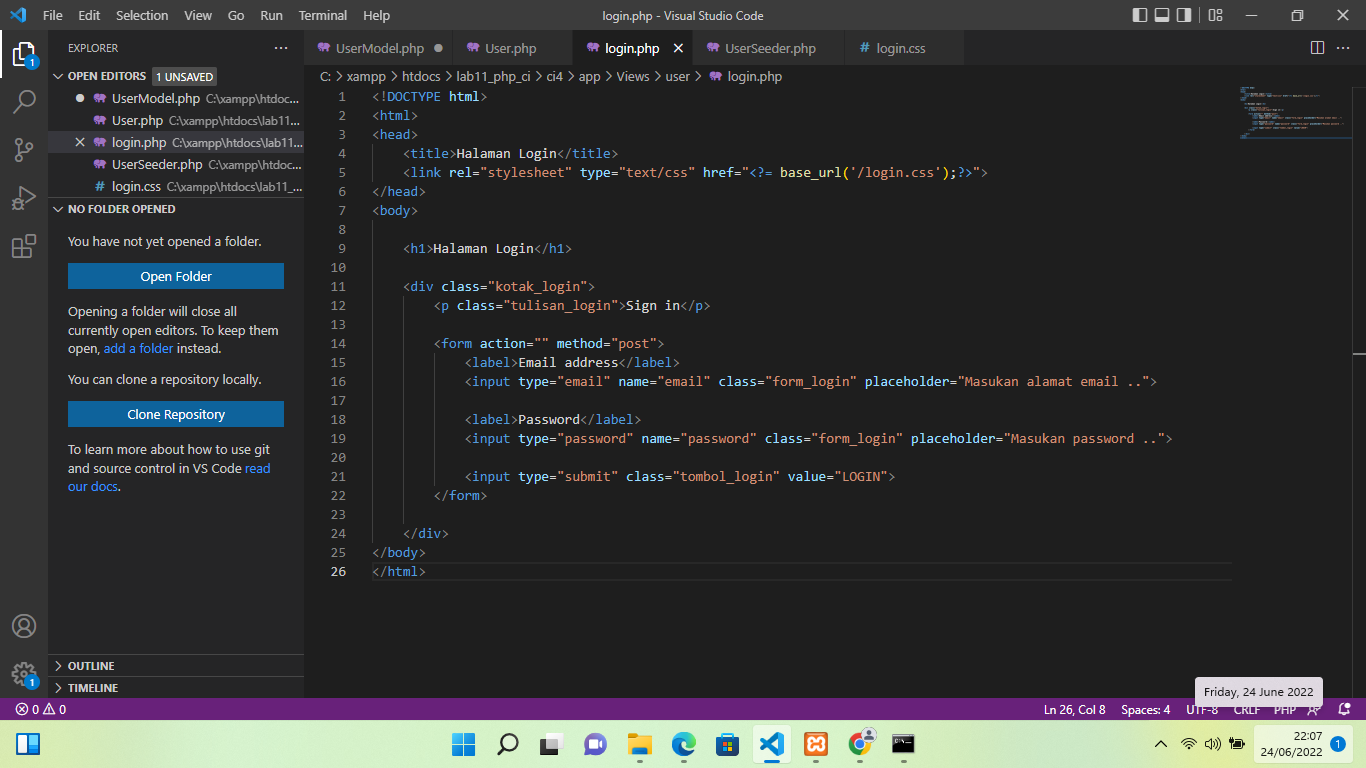 File Edit Selection View Go Run Terminal Help login.php - Visual Studio Code
EXPLORER
OPEN EDITORS 1 UNSAVED
UserModel.php C:\xampp\htdoc...
User.php C:\xampp\htdocs\lab11...
login.php C:\xampp\htdocs\lab11...
UserSeeder.php C:\xampp\htdoc...
# login.css C:\xampp\htdocs\lab11_...
NO FOLDER OPENED
You have not yet opened a folder.
Open Folder
Opening a folder will close all
currently open editors. To keep them
open, add a folder instead.
You can clone a repository locally.
Clone Repository
To learn more about how to use git
and source control in VS Code read
our docs.
OUTLINE
TIMELINE
1
1
UserModel.php User.php login.php UserSeeder.php # login.css
C: > xampp > htdocs > lab11_php_ci > ci4 > app > Views > user > login.php
1 <!DOCTYPE html>
2 <html>
3 <head>
4 <title>Halaman Login</title>
5 <link rel="stylesheet" type="text/css" href="<?= base_url('/login.css');?>">
6 </head>
7 <body>
8
9 <h1>Halaman Login</h1>
10
11 <div class="kotak_login">
12 <p class="tulisan_login">Sign in</p>
13
14 <form action="" method="post">
15 <label>Email address</label>
16 <input type="email" name="email" class="form_login" placeholder="Masukan alamat email ..">
17
18 <label>Password</label>
19 <input type="password" name="password" class="form_login" placeholder="Masukan password ..">
20
21 <input type="submit" class="tombol_login" value="LOGIN">
22 </form>
23
24 </div>
25 </body>
26 </html>
Friday, 24 June 2022
0 0 Ln 26, Col 8 Spaces: 4 UTF-8 CRLF PHP
22:07
24/06/2022 1